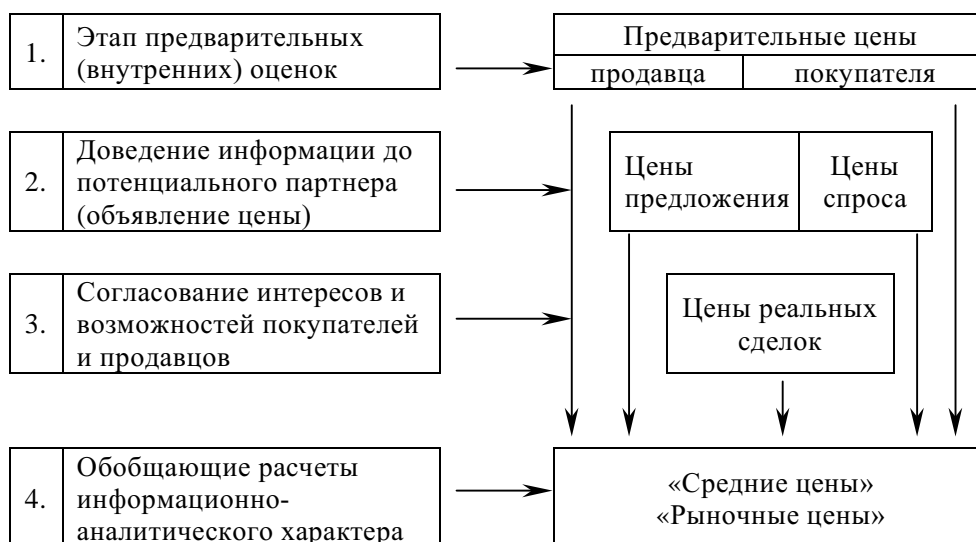 1.
Этап предварительных
(внутренних) оценок
Предварительные цены
продавца
покупателя
2.
Доведение информации до
потенциального партнера
(объявление цены)
Цены
предложения
Цены
спроса
3.
Согласование интересов и
возможностей покупателей
и продавцов
Цены реальных
сделок
4.
Обобщающие расчеты
информационно-
аналитического характера
«Средние цены»
«Рыночные цены»